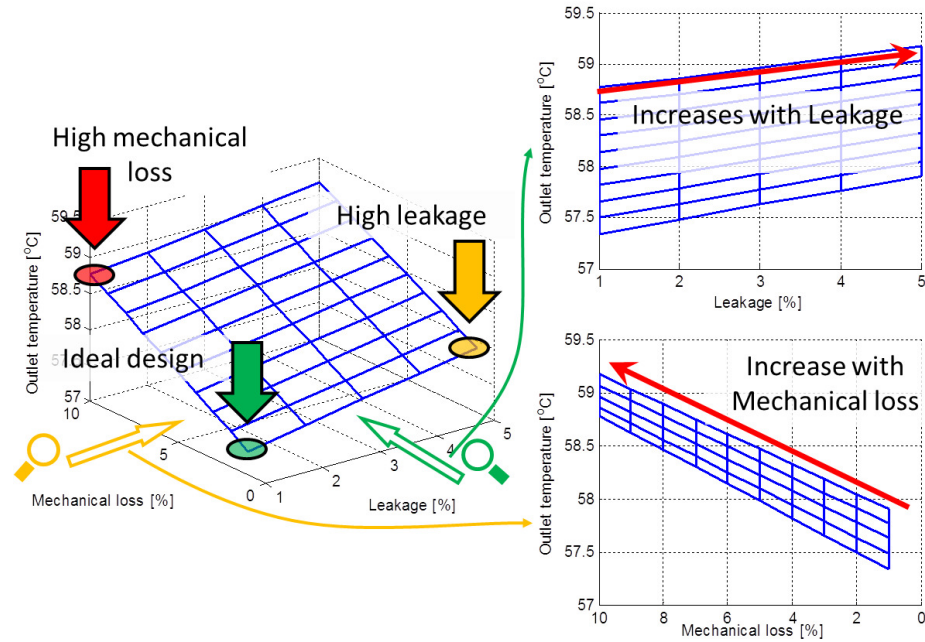 High mechanical
loss
High leakage
Ideal design
Outlet temperature [°C]
59.5
59
58.5
58
57.5
57
10
5
0
Mechanical loss [%]
1
2
3
4
5
Leakage [%]
59.5
59
58.5
58
57.5
57
Outlet temperature [°C]
Increases with Leakage
1
2
3
4
5
Leakage [%]
59.5
59
58.5
58
57.5
57
Outlet temperature [°C]
Increase with
Mechanical loss
10
8
6
4
2
0
Mechanical loss [%]